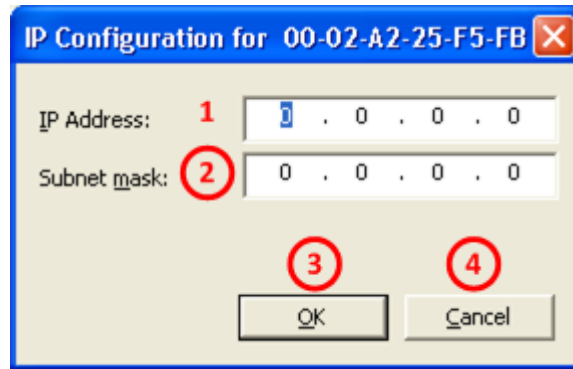 IP Configuration for 00-02-A2-25-F5-FB
IP Address: 1 0 . 0 . 0 . 0
Subnet mask: 2 0 . 0 . 0 . 0
3 4
OK Cancel